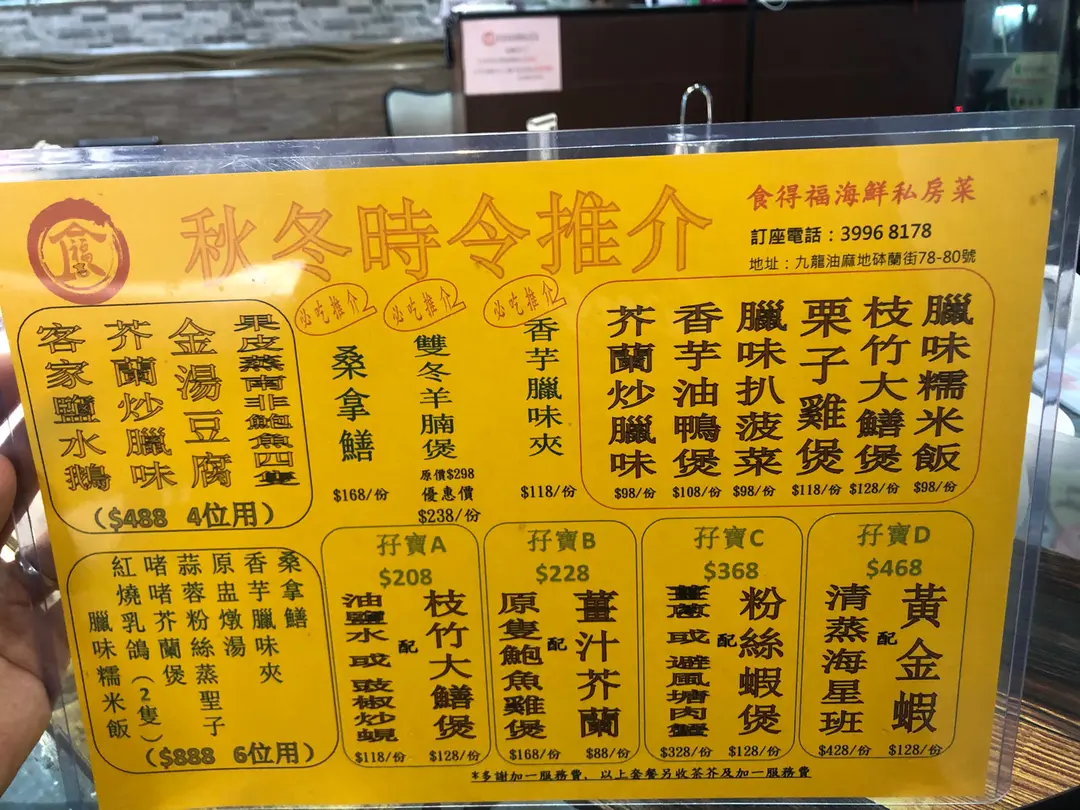 秋冬時令推介
食得福海鮮私房菜
訂座電話：3996 8178
地址：九龍油麻地砵蘭街78-80號
果皮蒸南非鮑魚四隻
金湯豆腐
芥蘭炒臘味
客家鹽水鵝
（$488 4位用）
必吃推介
桑拿鱔
$168/份
必吃推介
雙冬羊腩煲
原價$298
優惠價
$238/份
必吃推介
香芋臘味夾
$118/份
臘味糯米飯
$98/份
枝竹大鱔煲
$128/份
栗子雞煲
$118/份
臘味扒菠菜
$98/份
香芋油鴨煲
$108/份
芥蘭炒臘味
$98/份
桑拿鱔
香芋臘味夾
原盅燉湯
蒜蓉粉絲蒸聖子
啫啫芥蘭煲
紅燒乳鴿（2隻）
臘味糯米飯
（$888 6位用）
孖寶A
$208
枝竹大鱔煲
$128/份
配
油鹽水或豉椒炒蜆
$118/份
孖寶B
$228
薑汁芥蘭
$88/份
配
原隻鮑魚雞煲
$168/份
孖寶C
$368
粉絲蝦煲
$128/份
配
薑蔥或避風塘肉蟹
$328/份
孖寶D
$468
黃金蝦
$128/份
配
清蒸海星班
$428/份
*多謝加一服務費，以上套餐另收茶芥及加一服務費